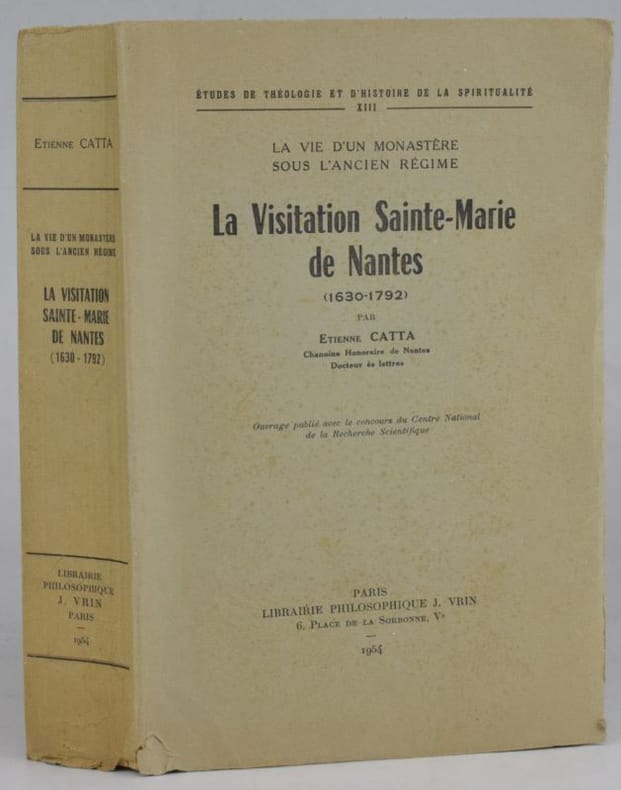 Etienne CATTA
LA VIE D'UN MONASTÈRE
SOUS L'ANCIEN RÉGIME
LA VISITATION
SAINTE-MARIE
DE NANTES
(1630-1792)
LIBRAIRIE
PHILOSOPHIQUE
J. VRIN
PARIS
1954
ÉTUDES DE THÉOLOGIE ET D'HISTOIRE DE LA SPIRITUALITÉ
XIII
LA VIE D'UN MONASTÈRE
SOUS L'ANCIEN RÉGIME
La Visitation Sainte-Marie
de Nantes
(1630-1792)
PAR
Etienne CATTA
Chanoine Honoraire de Nantes
Docteur ès lettres
Ouvrage publié avec le concours du Centre National
de la Recherche Scientifique
PARIS
LIBRAIRIE PHILOSOPHIQUE J. VRIN
6, Place de la Sorbonne, Vᵉ
1954